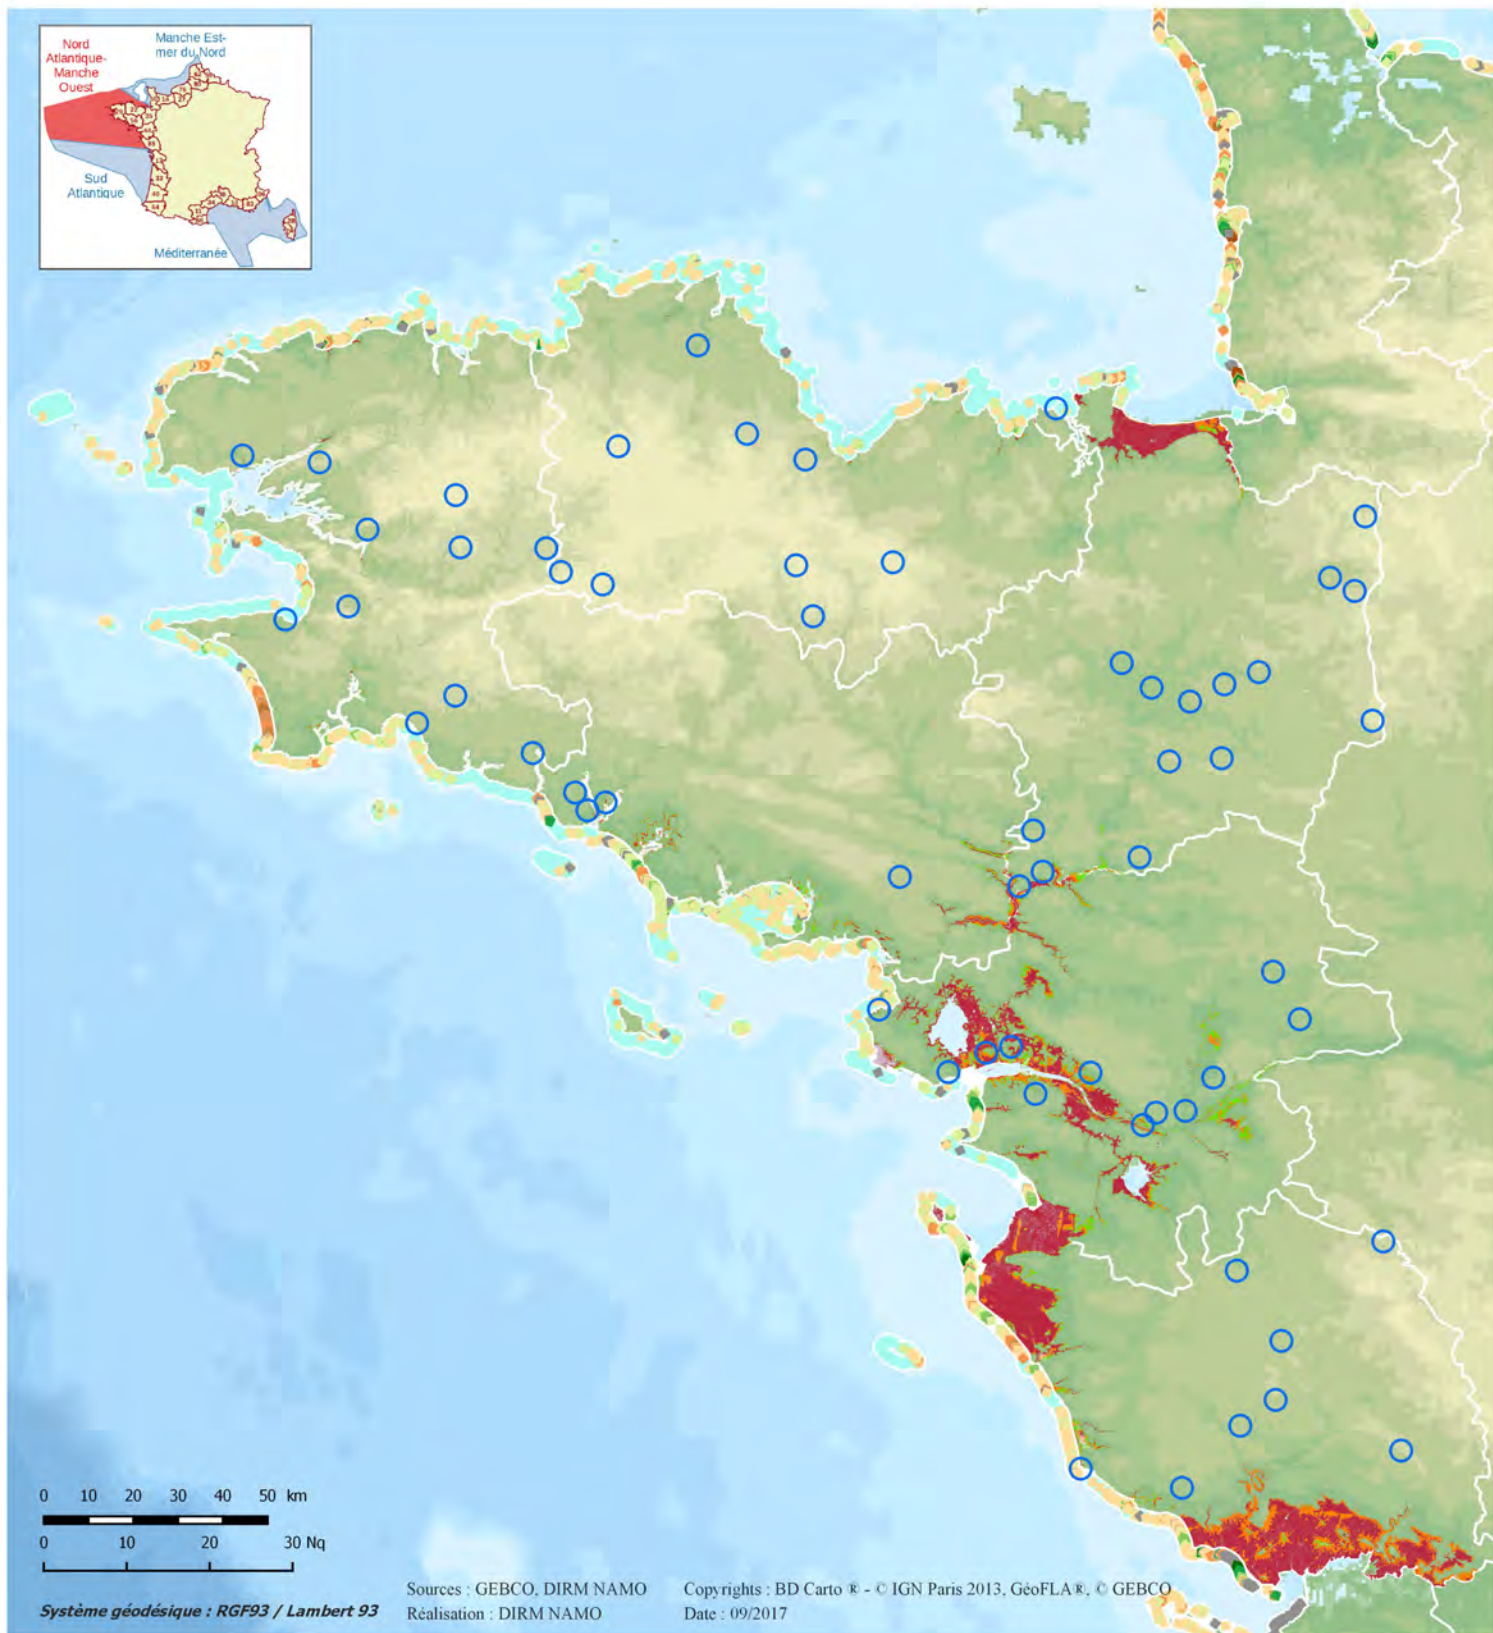 Nord
Atlantique-
Manche
Ouest
Manche Est-
mer du Nord
Sud
Atlantique
Méditerranée
0 10 20 30 40 50 km
0 10 20 30 Nq
Système géodésique : RGF93 / Lambert 93
Sources : GEBCO, DIRM NAMO
Réalisation : DIRM NAMO
Copyrights : BD Carto ® - © IGN Paris 2013, GéoFLA®, © GEBCO
Date : 09/2017